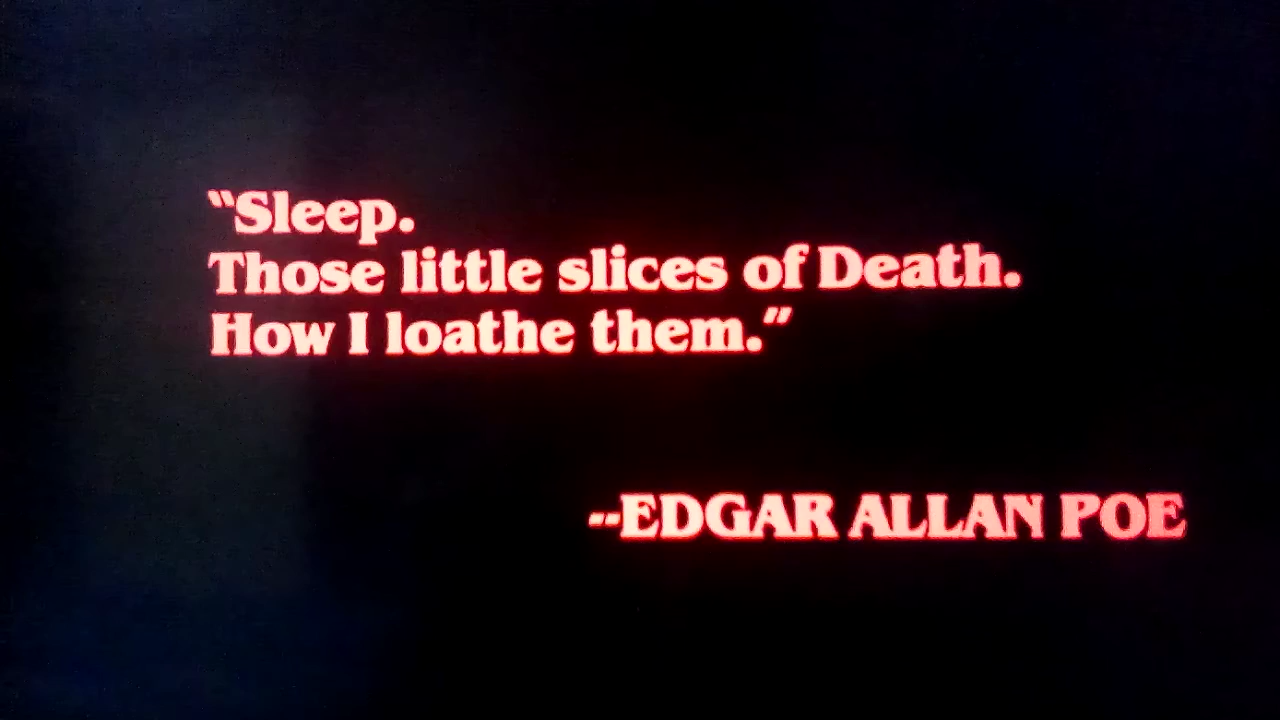 “Sleep.
Those little slices of Death.
How I loathe them.”
--EDGAR ALLAN POE